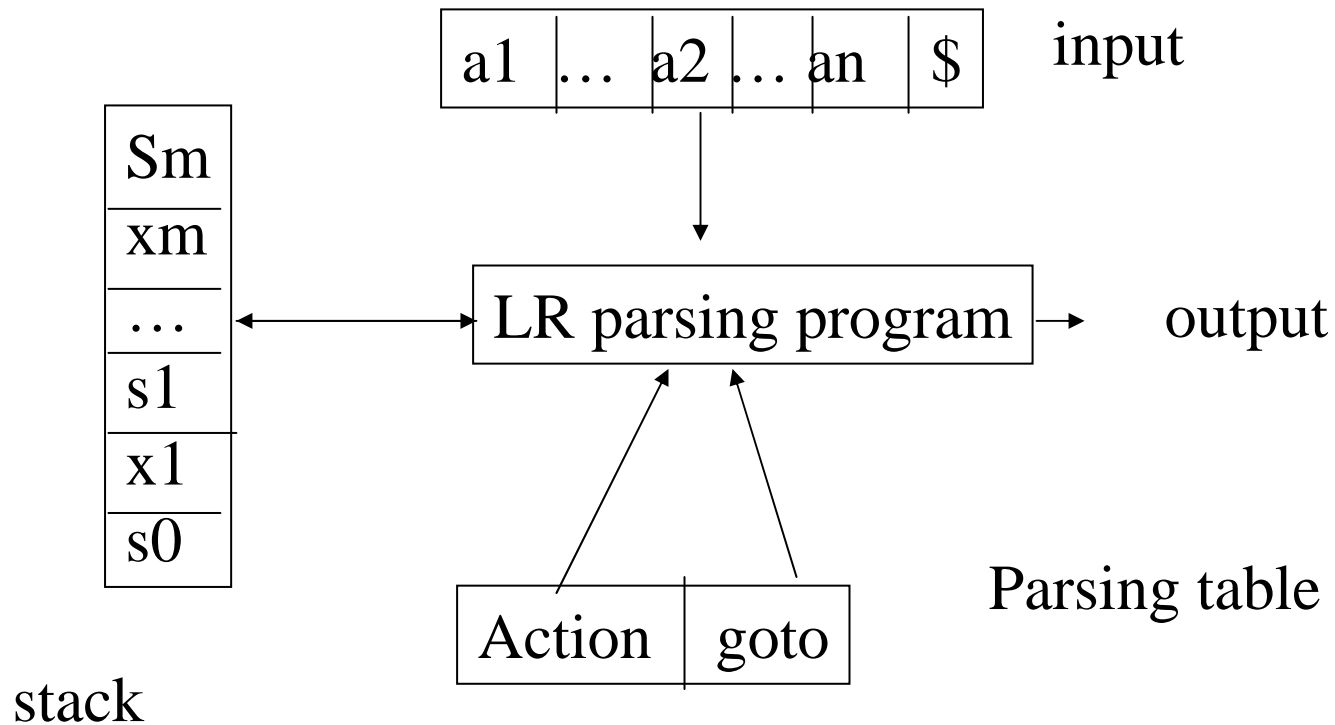 a1 … a2 … an $
input
Sm
xm
…
s1
x1
s0
LR parsing program
output
Action goto
Parsing table
stack